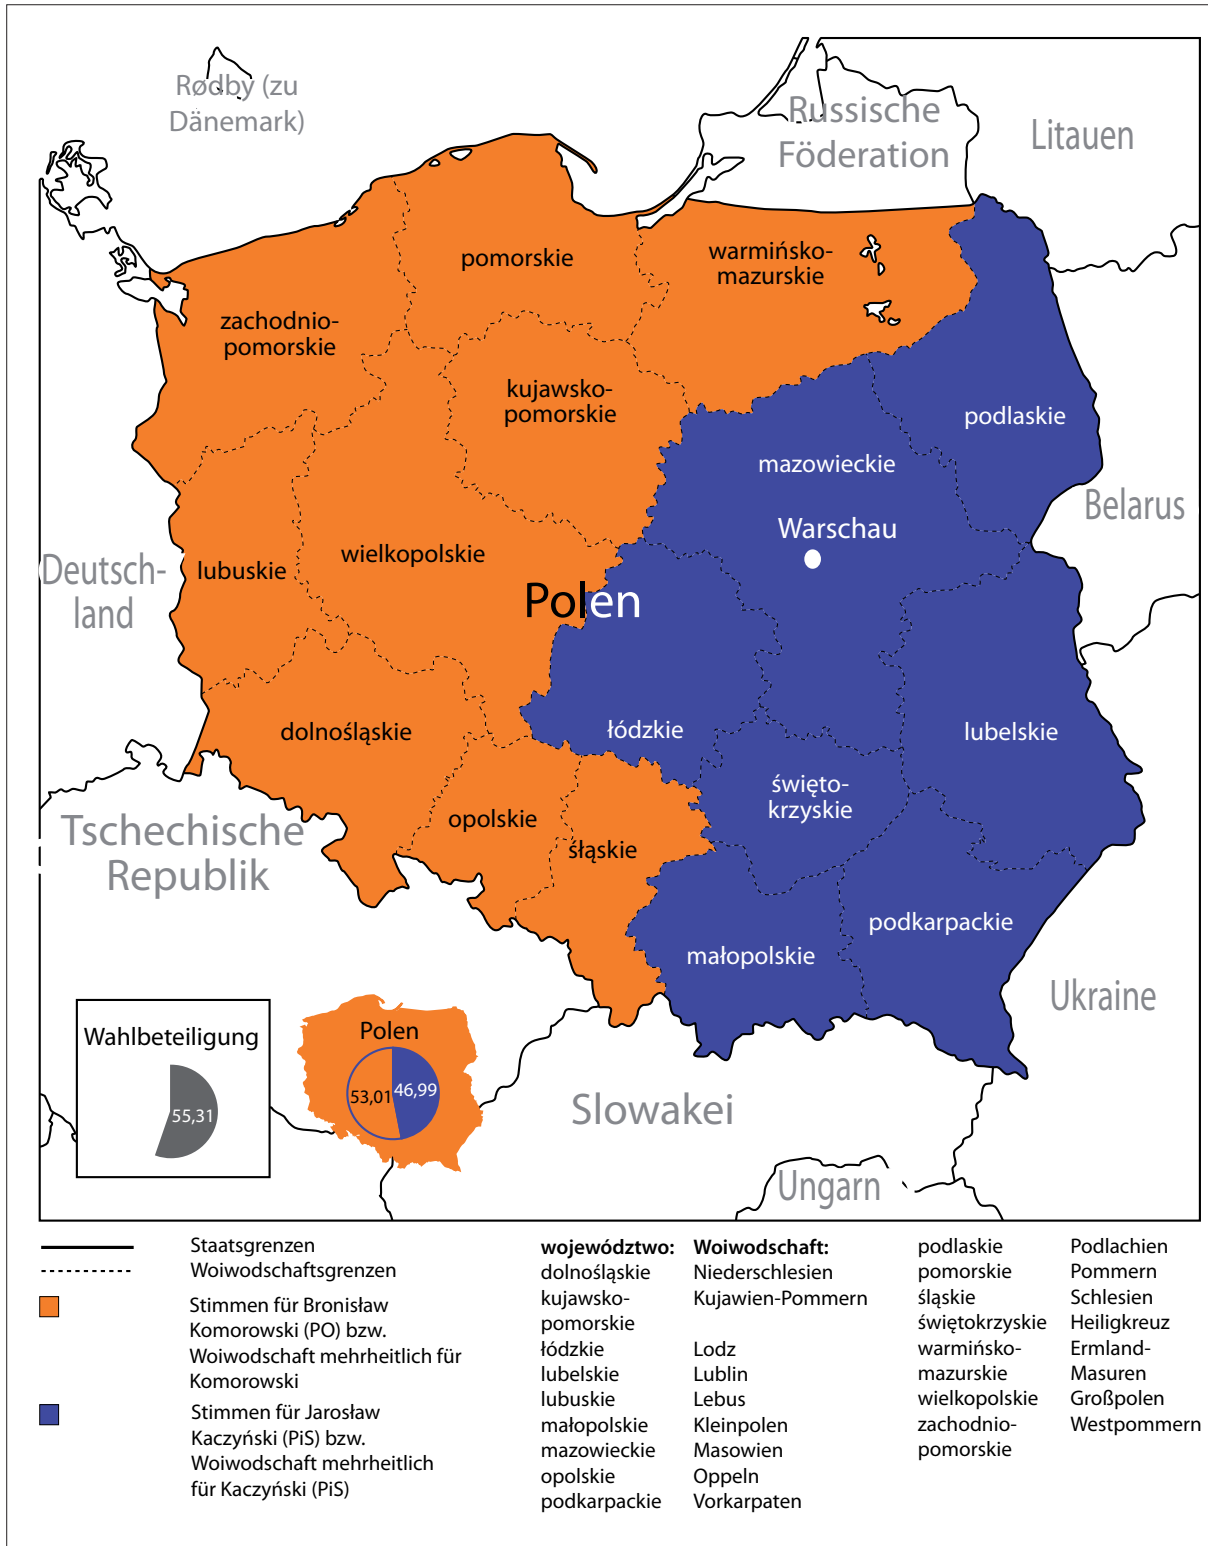 Rødby (zu
Dänemark)
Russische
Föderation
Litauen
pomorskie
warmińsko-
mazurskie
zachodnio-
pomorskie
kujawsko-
pomorskie
podlaskie
mazowieckie
Belarus
Warschau
wielkopolskie
lubuskie
Deutsch-
land
Polen
dolnośląskie
łódzkie
lubelskie
święto-
krzyskie
opolskie
śląskie
Tschechische
Republik
podkarpackie
małopolskie
Ukraine
Wahlbeteiligung
55,31
Polen
53,01
46,99
Slowakei
Ungarn
Staatsgrenzen
Woiwodschaftsgrenzen
Stimmen für Bronisław
Komorowski (PO) bzw.
Woiwodschaft mehrheitlich für
Komorowski
Stimmen für Jarosław
Kaczyński (PiS) bzw.
Woiwodschaft mehrheitlich
für Kaczyński (PiS)
województwo: Woiwodschaft:
dolnośląskie Niederschlesien
kujawsko- Kujawien-Pommern
pomorskie
łódzkie Lodz
lubelskie Lublin
lubuskie Lebus
małopolskie Kleinpolen
mazowieckie Masowien
opolskie Oppeln
podkarpackie Vorkarpaten
podlaskie Podlachien
pomorskie Pommern
śląskie Schlesien
świętokrzyskie Heiligkreuz
warmińsko- Ermland-
mazurskie Masuren
wielkopolskie Großpolen
zachodnio- Westpommern
pomorskie